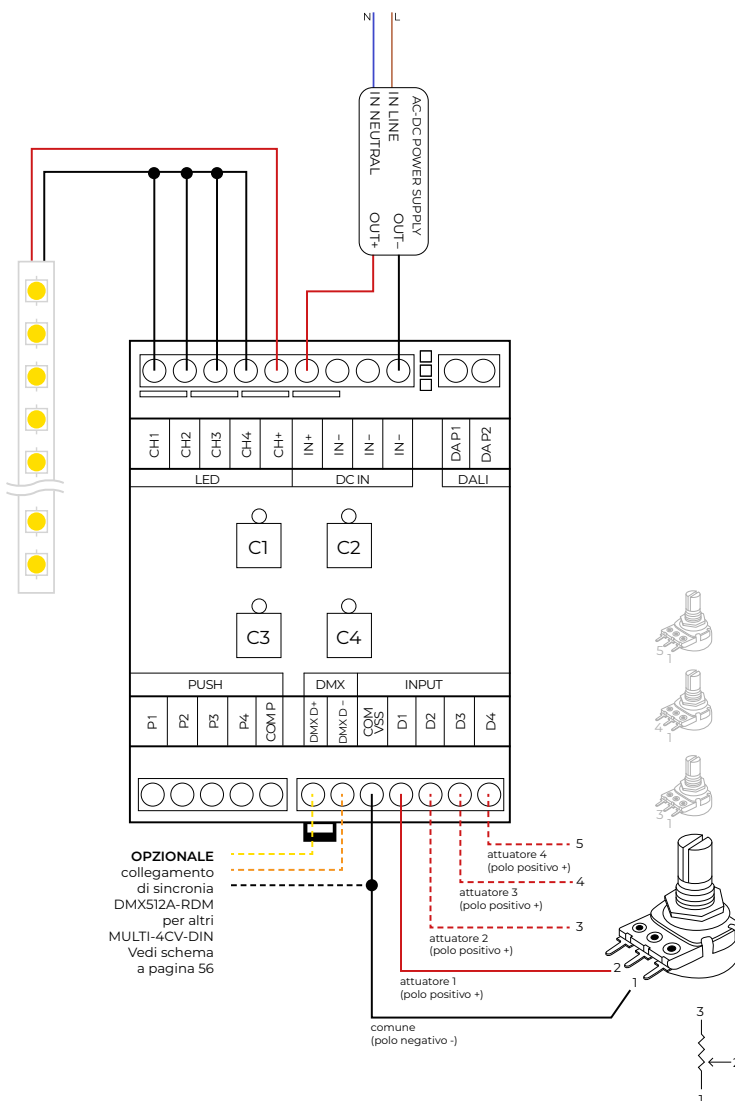 N L
IN NEUTRAL
IN LINE
AC-DC POWER SUPPLY
OUT+
OUT-
CH1 CH2 CH3 CH4 CH+ IN+ IN- IN- IN- DA P1 DA P2
LED DC IN DALI
C1 C2
C3 C4
PUSH DMX INPUT
P1 P2 P3 P4 COM P DMX D+ DMX D - COM VSS D1 D2 D3 D4
OPZIONALE
collegamento
di sincronia
DMX512A-RDM
per altri
MULTI-4CV-DIN
Vedi schema
a pagina 56
5
attuatore 4
(polo positivo +)
4
attuatore 3
(polo positivo +)
3
attuatore 2
(polo positivo +)
2
attuatore 1
(polo positivo +)
1
comune
(polo negativo -)
5 1
4 1
3 1
3
2
1